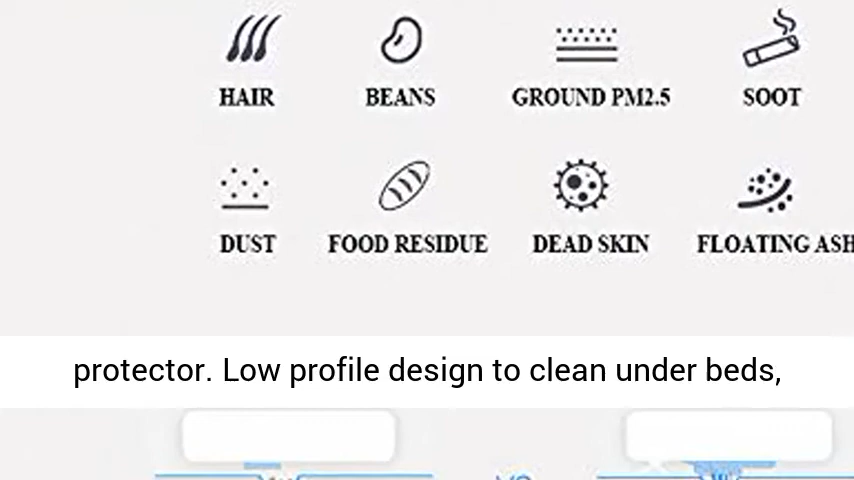 HAIR BEANS GROUND PM2.5 SOOT
DUST FOOD RESIDUE DEAD SKIN FLOATING ASH
protector. Low profile design to clean under beds,